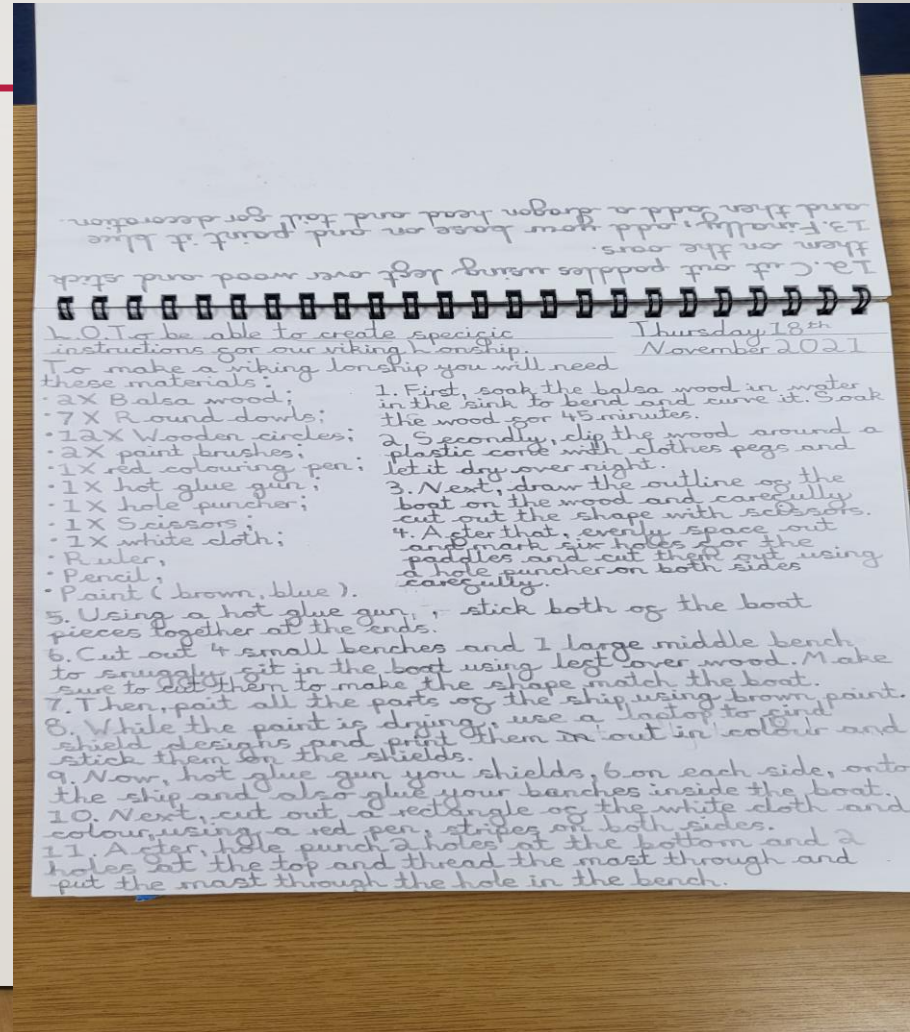 L.O. To be able to create specific
instructions for our viking lonship.
Thursday 18th
November 2021
To make a viking lonship you will need
these materials:
· 2X Balsa wood;
· 7X Round dowls;
· 12X Wooden circles;
· 2X paint brushes;
· 1X red colouring pen;
· 1X hot glue gun;
· 1X hole puncher;
· 1X Scissors;
· 1X white cloth;
· Ruler,
· Pencil,
· Paint (brown, blue).
1. First, soak the balsa wood in water
in the sink to bend and curve it. Soak
the wood for 45 minutes.
2. Secondly, clip the wood around a
plastic cone with clothes pegs and
let it dry over night.
3. Next, draw the outline of the
boat on the wood and carefully
cut out the shape with scissors.
4. After that, evenly space out
and mark six holes for the
paddles and cut them out using
a hole puncher on both sides
carefully.
5. Using a hot glue gun, , stick both of the boat
pieces together at the ends.
6. Cut out 4 small benches and 1 large middle bench
to snuggly sit in the boat using left over wood. Make
sure to cut them to make the shape match the boat.
7. Then, pait all the parts of the ship using brown paint.
8. While the paint is drying, use a laptop to find
shield designs and print them out in colour and
stick them on the shields.
9. Now, hot glue gun you shields, 6 on each side, onto
the ship and also glue your benches inside the boat.
10. Next, cut out a rectangle of the white cloth and
colour, using a red pen, stripes on both sides.
11. After, hole punch 2 holes at the bottom and 2
holes at the top and thread the mast through and
put the mast through the hole in the bench.
12. Cut out paddles using left over wood and stick
them on the oars.
13. Finally, add your base on and paint it blue
and then add a dragon head and tail for decoration.